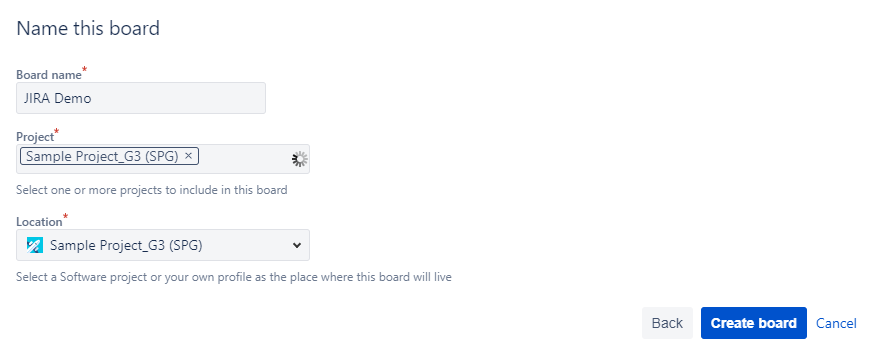 Name this board
Board name*
JIRA Demo
Project*
Sample Project_G3 (SPG) ×
Select one or more projects to include in this board
Location*
Sample Project_G3 (SPG)
Select a Software project or your own profile as the place where this board will live
Back Create board Cancel